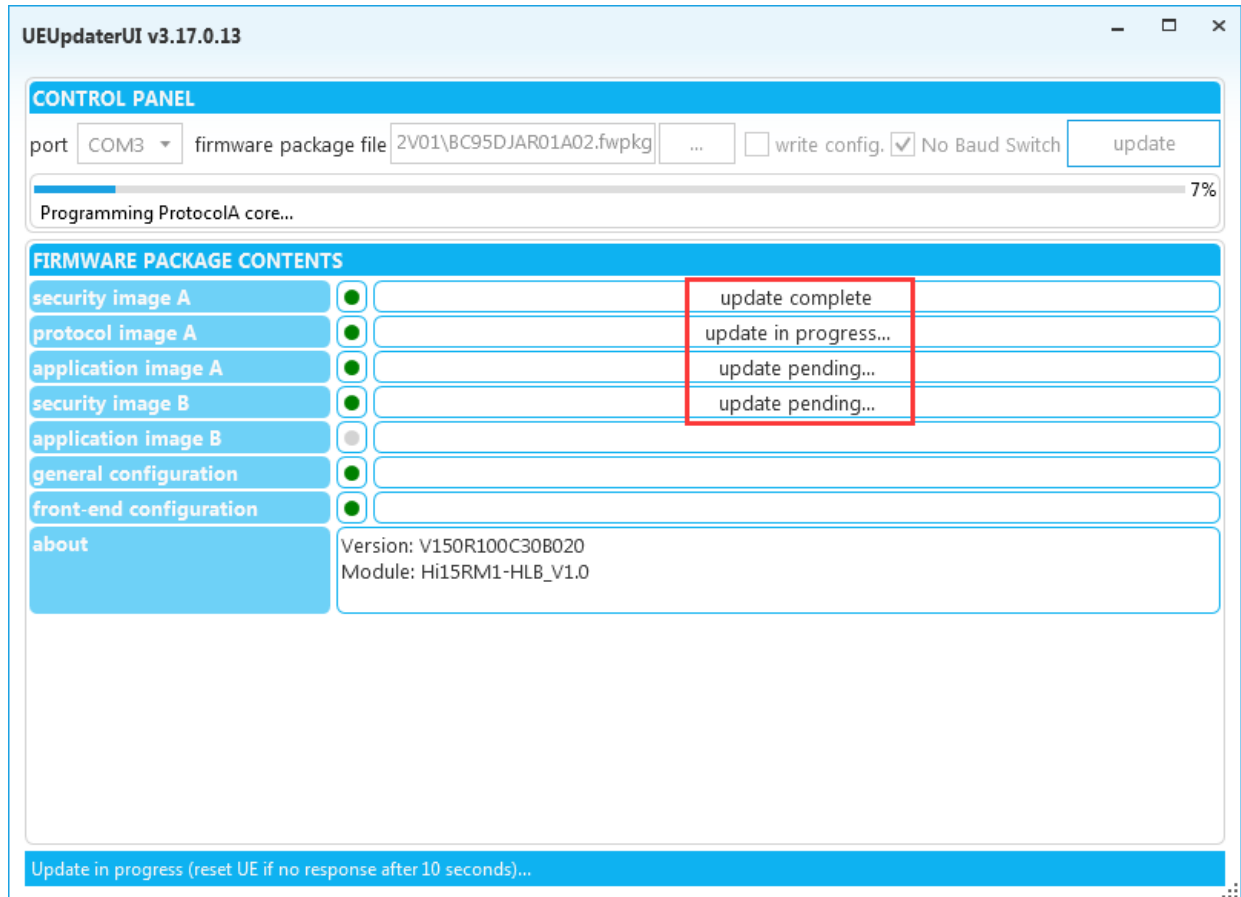 UEUpdaterUI v3.17.0.13
CONTROL PANEL
port COM3 firmware package file 2V01\BC95DJAR01A02.fwpkg ... write config. No Baud Switch update
7%
Programming ProtocolA core...
FIRMWARE PACKAGE CONTENTS
security image A update complete
protocol image A update in progress...
application image A update pending...
security image B update pending...
application image B
general configuration
front-end configuration
about Version: V150R100C30B020
Module: Hi15RM1-HLB_V1.0
Update in progress (reset UE if no response after 10 seconds)...